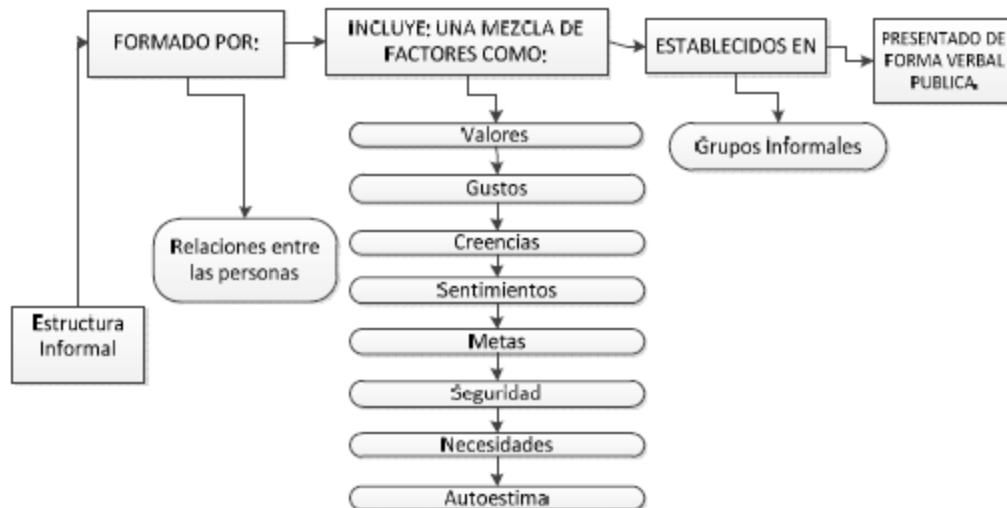 FORMADO POR:
INCLUYE: UNA MEZCLA DE
FACTORES COMO:
ESTABLECIDOS EN
PRESENTADO DE
FORMA VERBAL
PUBLICA.
Valores
Grupos Informales
Gustos
Creencias
Relaciones entre
las personas
Sentimientos
Estructura
Informal
Metas
Seguridad
Necesidades
Autoestima